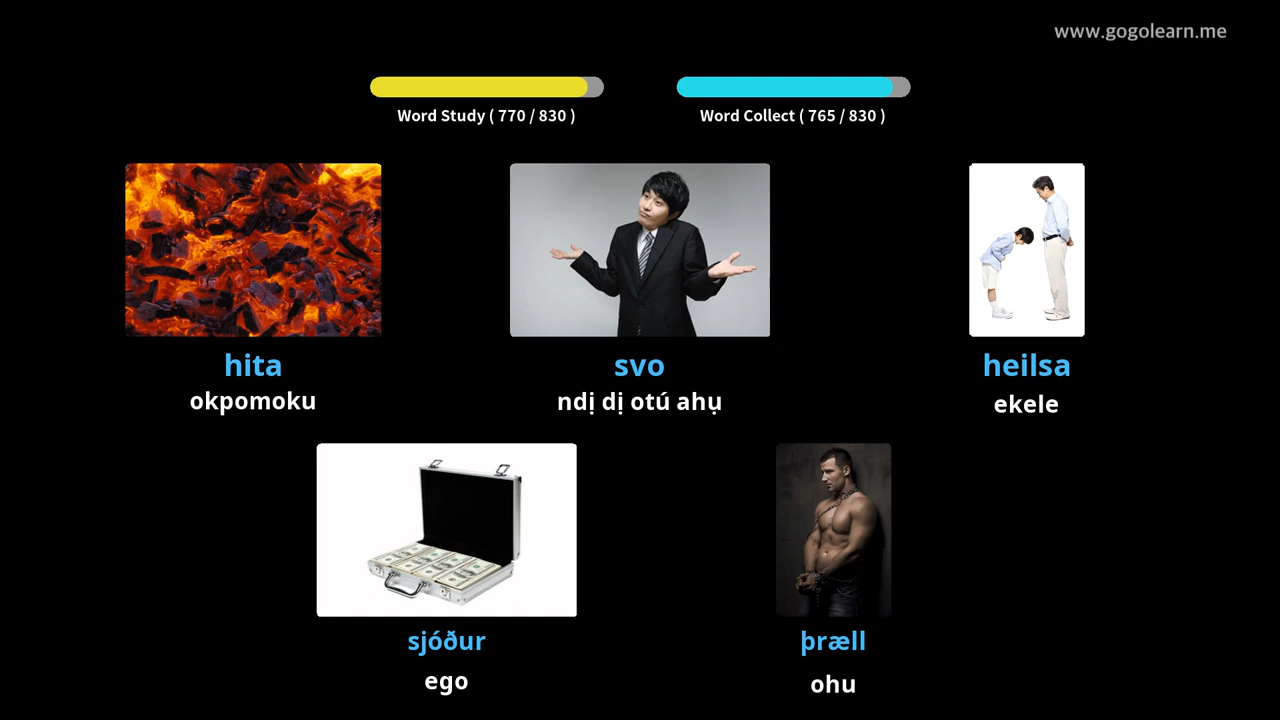 www.gogolearn.me
Word Study ( 770 / 830 )
Word Collect ( 765 / 830 )
hita
okpomoku
svo
ndị dị otú ahụ
heilsa
ekele
sjóður
ego
þræll
ohu